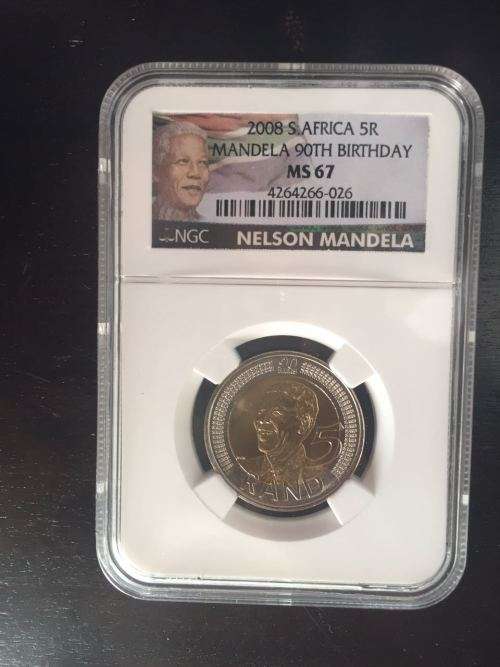 2008 S.AFRICA 5R
MANDELA 90TH BIRTHDAY
MS 67
4264266-026
NGC NELSON MANDELA
90
5
RAND